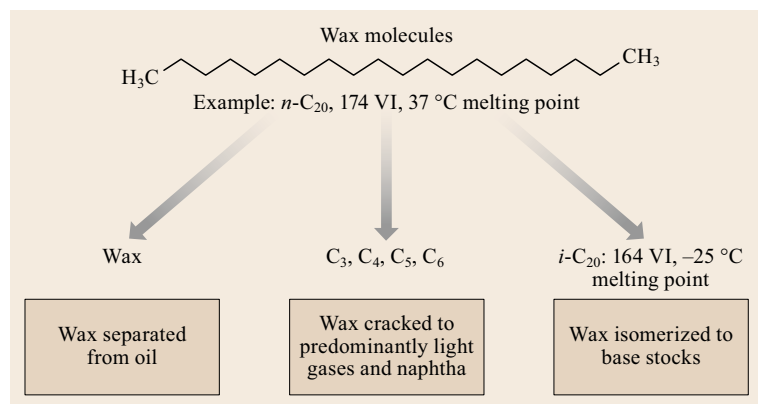 Wax molecules
H₃C
CH₃
Example: n-C₂₀, 174 VI, 37 °C melting point
Wax
C₃, C₄, C₅, C₆
i-C₂₀: 164 VI, –25 °C
melting point
Wax separated
from oil
Wax cracked to
predominantly light
gases and naphtha
Wax isomerized to
base stocks